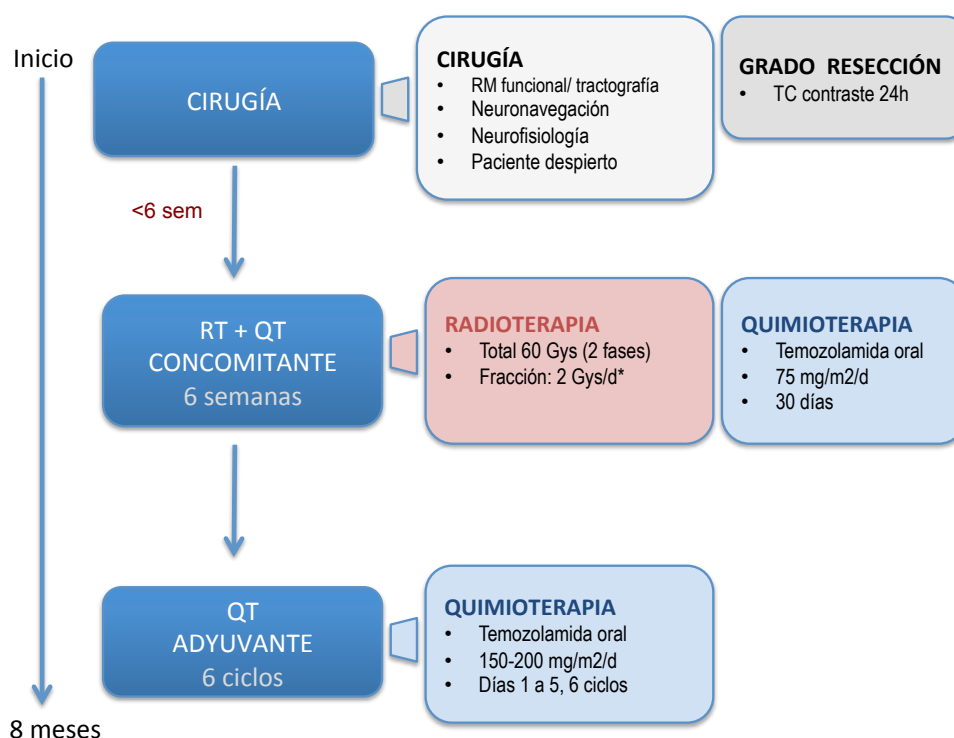 Inicio
CIRUGÍA
CIRUGÍA
• RM funcional/ tractografía
• Neuronavegación
• Neurofisiología
• Paciente despierto
GRADO RESECCIÓN
• TC contraste 24h
<6 sem
RT + QT
CONCOMITANTE
6 semanas
RADIOTERAPIA
• Total 60 Gys (2 fases)
• Fracción: 2 Gys/d*
QUIMIOTERAPIA
• Temozolamida oral
• 75 mg/m2/d
• 30 días
QT
ADYUVANTE
6 ciclos
QUIMIOTERAPIA
• Temozolamida oral
• 150-200 mg/m2/d
• Días 1 a 5, 6 ciclos
8 meses